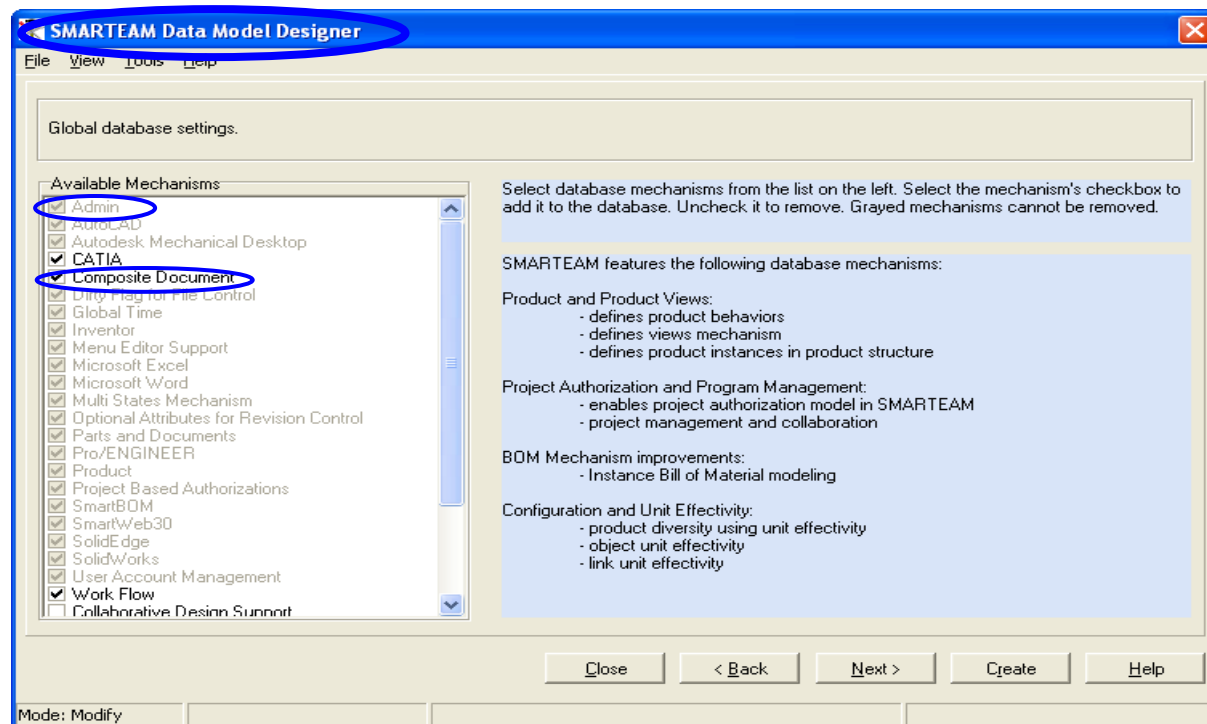 SMARTEAM Data Model Designer
File View Tools Help
Global database settings.
Available Mechanisms
Admin
AutoCAD
Autodesk Mechanical Desktop
CATIA
Composite Document
Dirty Flag for File Control
Global Time
Inventor
Menu Editor Support
Microsoft Excel
Microsoft Word
Multi States Mechanism
Optional Attributes for Revision Control
Parts and Documents
Pro/ENGINEER
Product
Project Based Authorizations
SmartBOM
SmartWeb30
SolidEdge
SolidWorks
User Account Management
Work Flow
Collaborative Design Support
Select database mechanisms from the list on the left. Select the mechanism's checkbox to
add it to the database. Uncheck it to remove. Grayed mechanisms cannot be removed.
SMARTEAM features the following database mechanisms:
Product and Product Views:
- defines product behaviors
- defines views mechanism
- defines product instances in product structure
Project Authorization and Program Management:
- enables project authorization model in SMARTEAM
- project management and collaboration
BOM Mechanism improvements:
- Instance Bill of Material modeling
Configuration and Unit Effectivity:
- product diversity using unit effectivity
- object unit effectivity
- link unit effectivity
Close < Back Next > Create Help
Mode: Modify